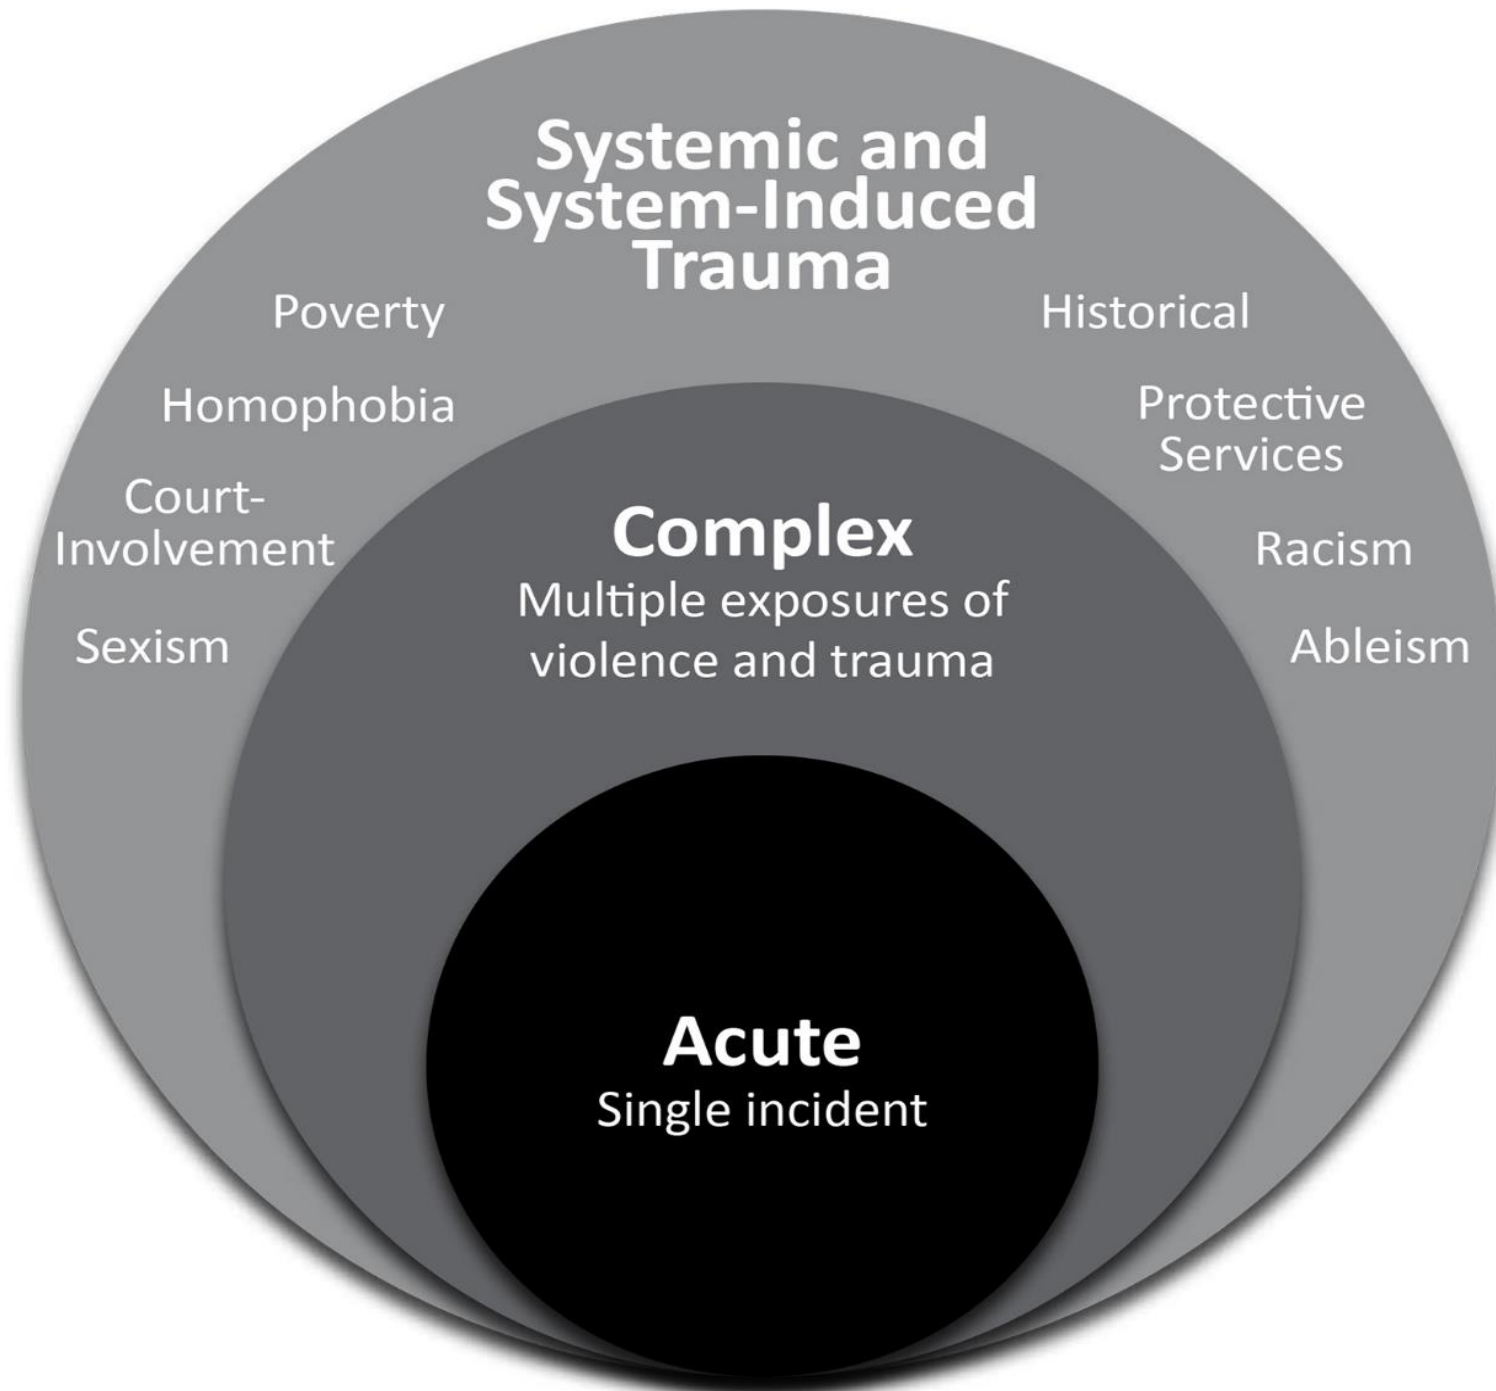 Systemic and
System-Induced
Trauma
Poverty
Historical
Homophobia
Protective
Services
Court-
Involvement
Racism
Sexism
Ableism
Complex
Multiple exposures of
violence and trauma
Acute
Single incident